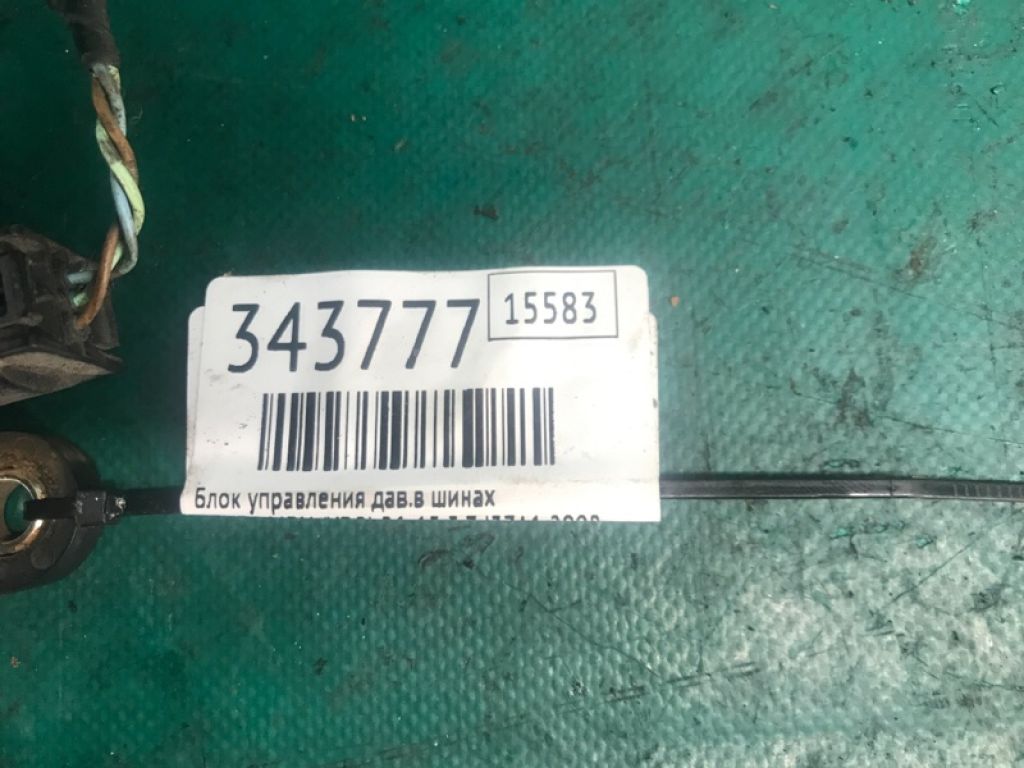 343777
15583
Блок управления дав.в шинах